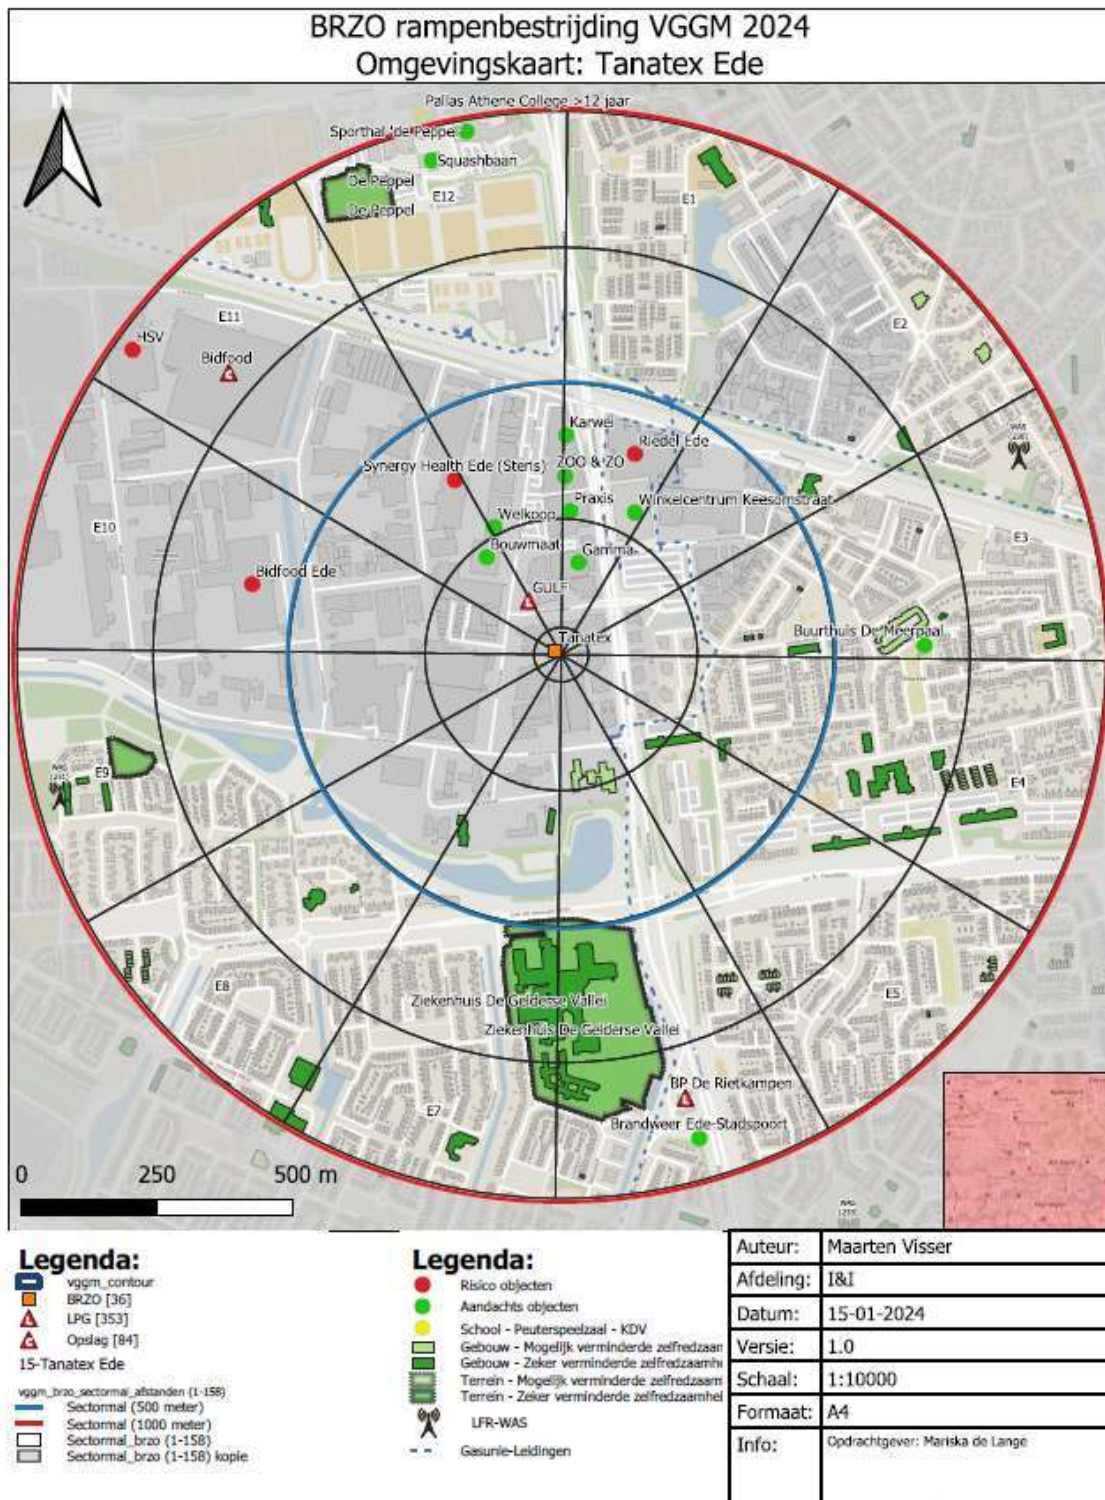 BRZO rampenbestrijding VGGM 2024
Omgevingskaart: Tanatex Ede
N
Pallas Athene College >12 jaar
Sporthal 'de Peppel
Squashbaan
De Peppel
De Peppel
E12
E1
E11
E2
HSV
Bidfood
Karwei
Riedel Ede
Synergy Health Ede (Steris)
ZOO & ZO
Praxis
Winkelcentrum Keesomstraat
Welkoop
E10
Bouwmaat
Gamma
E3
Bidfood Ede
GULF
Tanatex
Buurthuis De Meerpaal
WAS
WAS
E9
E4
E8
E5
Ziekenhuis De Gelderse Vallei
Ziekenhuis De Gelderse Vallei
BP De Rietkampen
E7
Brandweer Ede-Stadspoort
0 250 500 m
WAS
Legenda:
vggm_contour
BRZO [36]
LPG [353]
Opslag [84]
15-Tanatex Ede
vggm_brzo_sectormal_afstanden (1-158)
Sectormal (500 meter)
Sectormal (1000 meter)
Sectormal_brzo (1-158)
Sectormal_brzo (1-158) kopie
Legenda:
Risico objecten
Aandachts objecten
School - Peuterspeelzaal - KDV
Gebouw - Mogelijk verminderde zelfredzaam
Gebouw - Zeker verminderde zelfredzaamhe
Terrein - Mogelijk verminderde zelfredzaam
Terrein - Zeker verminderde zelfredzaamhei
LFR-WAS
Gasunie-Leidingen
Auteur: Maarten Visser
Afdeling: I&I
Datum: 15-01-2024
Versie: 1.0
Schaal: 1:10000
Formaat: A4
Info: Opdrachtgever: Mariska de Lange